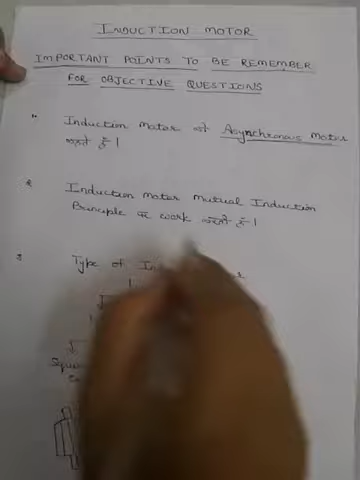 INDUCTION MOTOR
IMPORTANT POINTS TO BE REMEMBER
FOR OBJECTIVE QUESTIONS
Induction Motor को Asynchronous Motor
कहते हैं।
Induction Motor Mutual Induction
Principle पर work करती हैं।
Type of